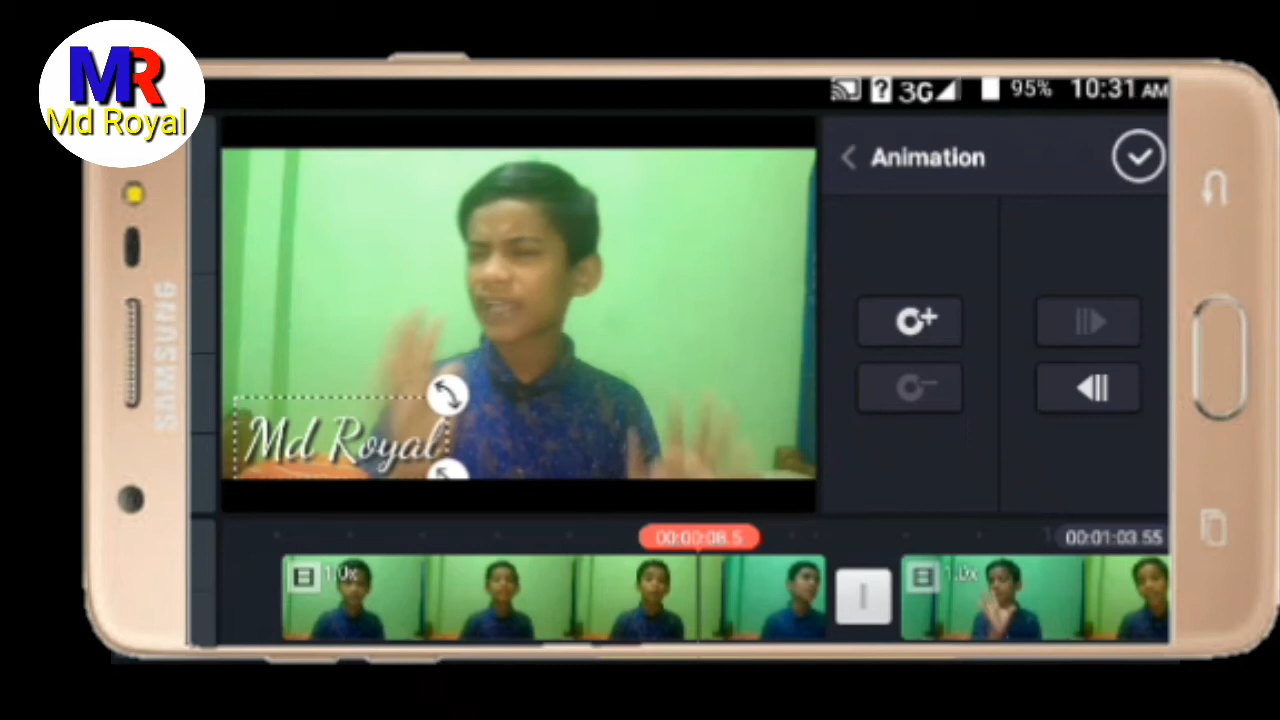 MR
Md Royal
3G 95% 10:31 AM
Animation
SAMSUNG
Md Royal
00:00:08.5
00:01:03.55
1.0x
1.0x